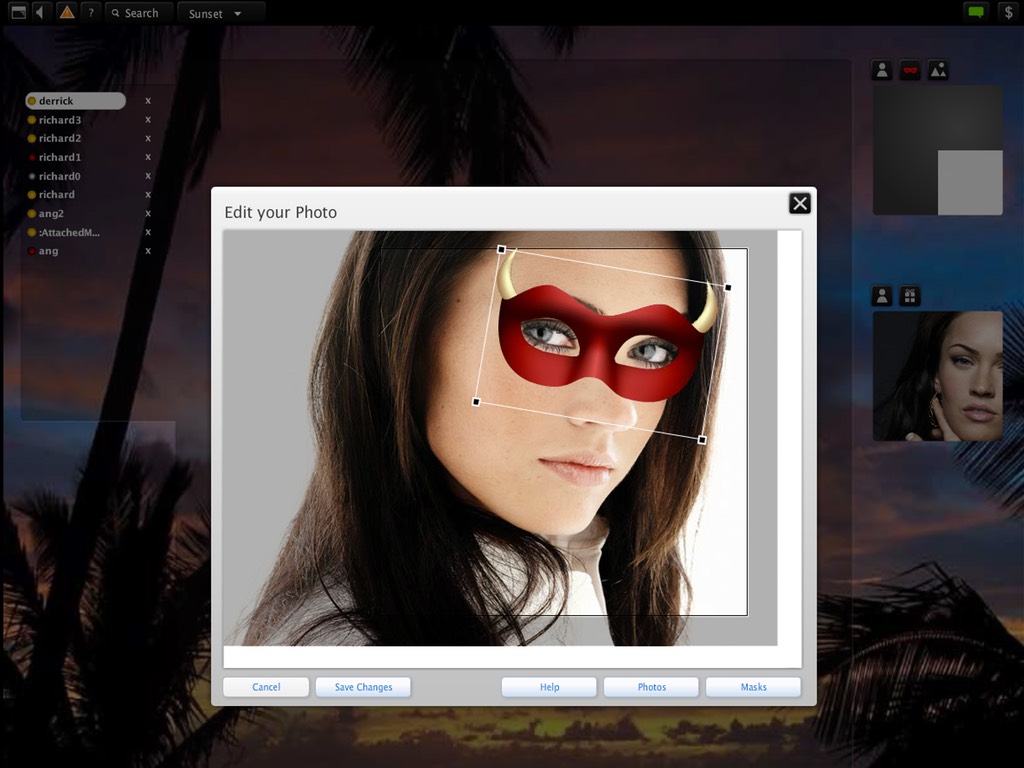 ?
Search
Sunset
$
derrick x
richard3 x
richard2 x
richard1 x
richard0 x
richard x
ang2 x
:AttachedM... x
ang x
Edit your Photo
Cancel
Save Changes
Help
Photos
Masks